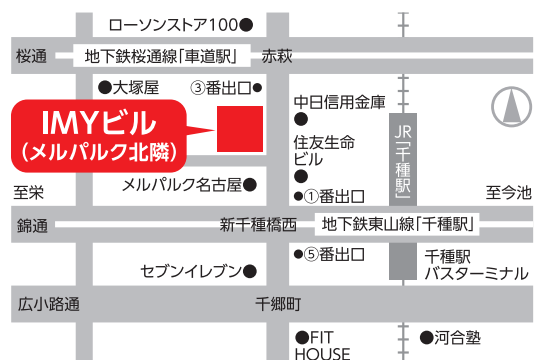 ローソンストア100●
桜通
地下鉄桜通線「車道駅」
赤萩
●大塚屋
③番出口●
中日信用金庫
●
IMYビル
(メルパルク北隣)
住友生命
ビル
●
JR「千種駅」
メルパルク名古屋●
●①番出口
至栄
至今池
錦通
新千種橋西
地下鉄東山線「千種駅」
●⑤番出口
千種駅
バスターミナル
セブンイレブン●
広小路通
千郷町
●FIT
HOUSE
●河合塾